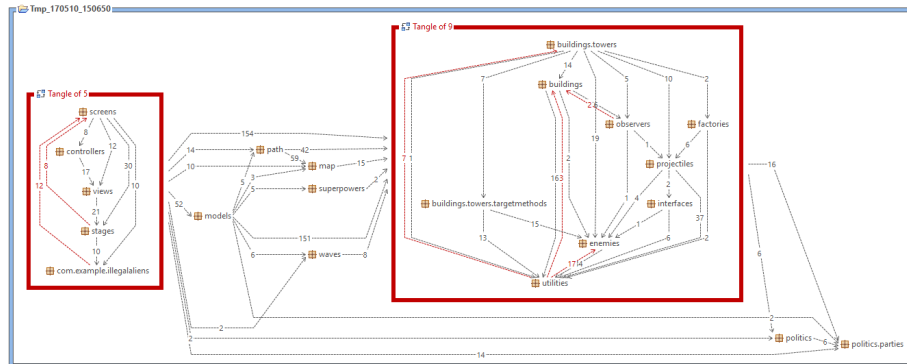 Tmp_170510_150650
Tangle of 9
buildings.towers
14
7
5
10
2
buildings
Tangle of 5
screens
8
12
controllers
17
30
8
10
12
views
21
stages
10
com.example.illegalaliens
154
14
path
42
59
10
map
15
3
5
5
superpowers
2
52
models
151
6
waves
8
2
2
14
observers
factories
19
1
6
7
1
2
projectiles
16
3
2
buildings.towers.targetmethods
1
4
interfaces
37
15
1
enemies
13
6
2
17
4
utilities
16
6
2
politics
6
politics.parties